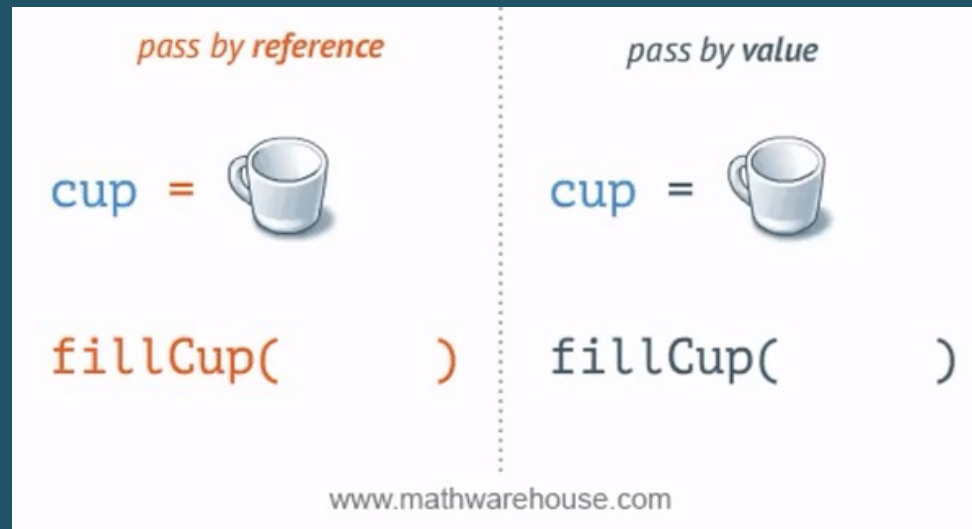 pass by reference
cup =
fillCup( )
pass by value
cup =
fillCup( )
www.mathwarehouse.com